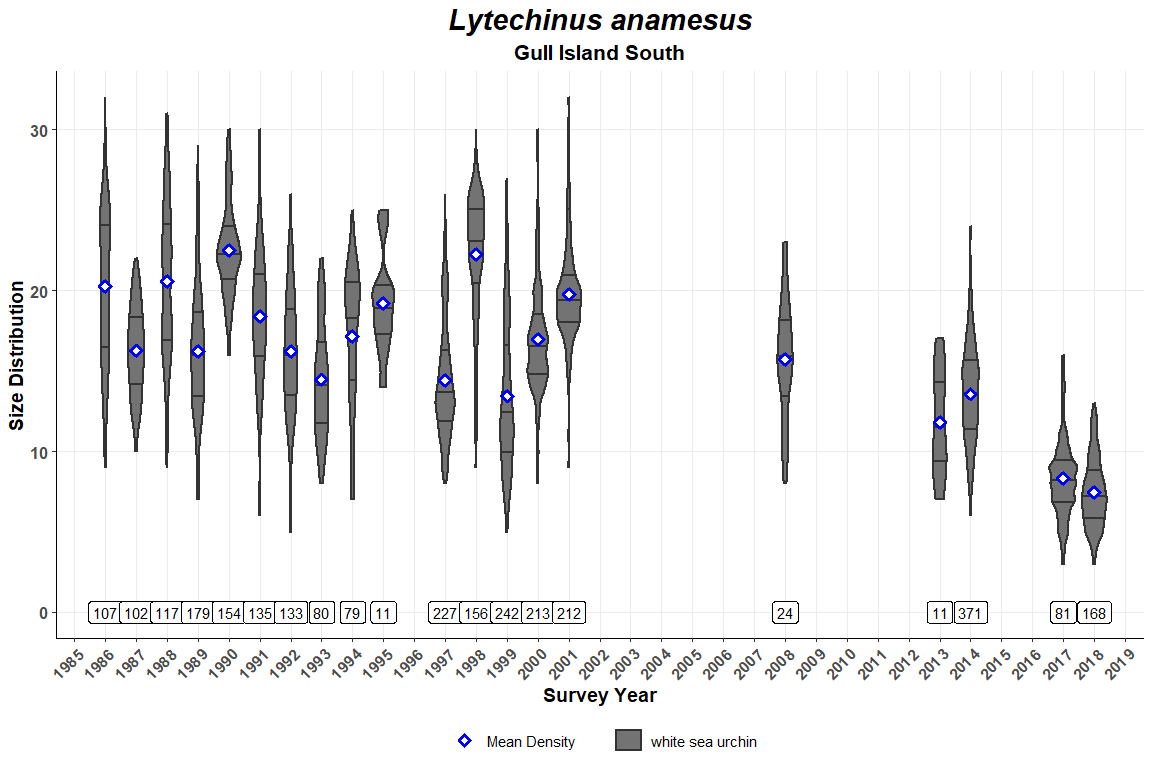 Lytechinus anamesus
Gull Island South
Size Distribution
30
20
10
0
107 102 117 179 154 135 133 80 79 11 227 156 242 213 212 24 11 371 81 168
1985 1986 1987 1988 1989 1990 1991 1992 1993 1994 1995 1996 1997 1998 1999 2000 2001 2002 2003 2004 2005 2006 2007 2008 2009 2010 2011 2012 2013 2014 2015 2016 2017 2018 2019
Survey Year
Mean Density white sea urchin